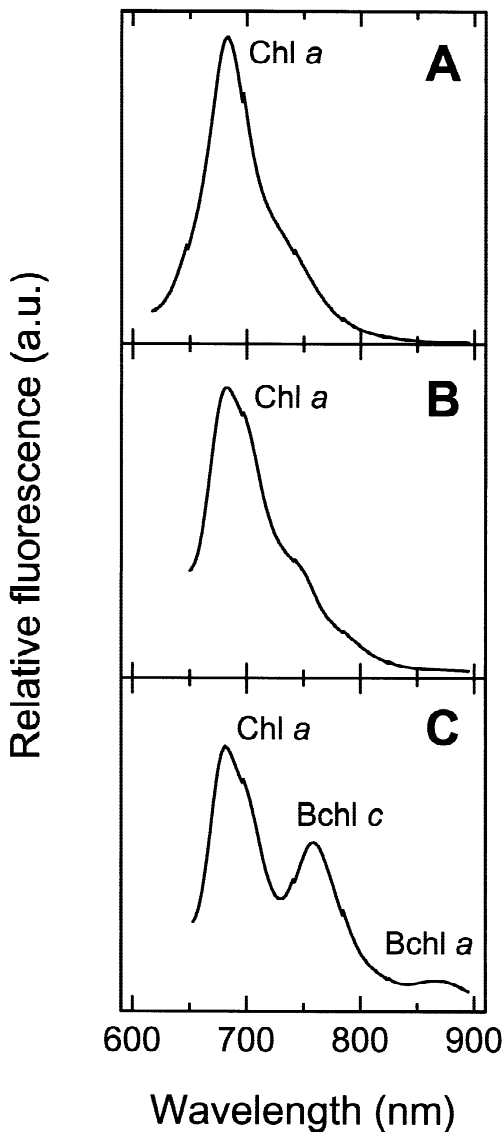 Chl a
A
Chl a
B
Chl a
C
Bchl c
Bchl a
Relative fluorescence (a.u.)
600 700 800 900
Wavelength (nm)